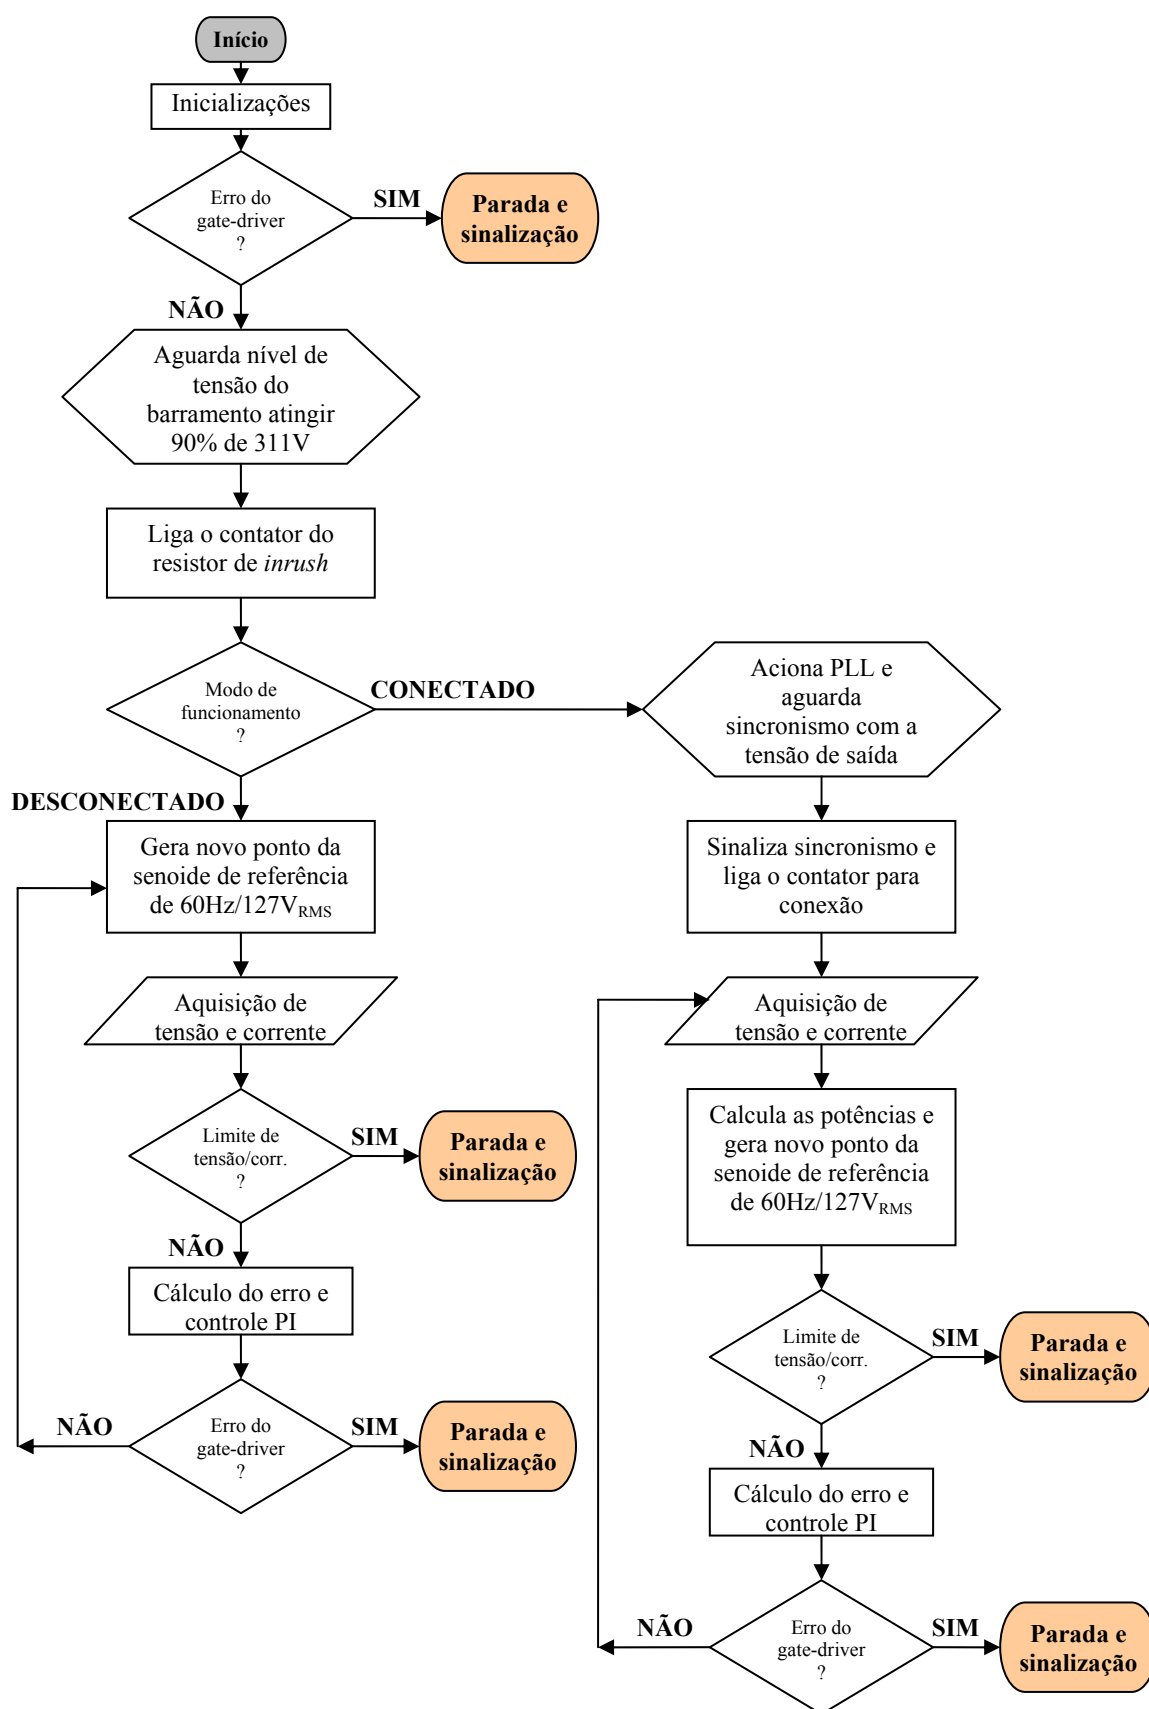 Início
Inicializações
Erro do
gate-driver
?
SIM
Parada e
sinalização
NÃO
Aguarda nível de
tensão do
barramento atingir
90% de 311V
Liga o contator do
resistor de inrush
Modo de
funcionamento
?
CONECTADO
Aciona PLL e
aguarda
sincronismo com a
tensão de saída
DESCONECTADO
Gera novo ponto da
senoide de referência
de 60Hz/127VRMS
Aquisição de
tensão e corrente
Limite de
tensão/corr.
?
SIM
Parada e
sinalização
NÃO
Cálculo do erro e
controle PI
Erro do
gate-driver
?
NÃO
SIM
Parada e
sinalização
Sinaliza sincronismo e
liga o contator para
conexão
Aquisição de
tensão e corrente
Calcula as potências e
gera novo ponto da
senoide de referência
de 60Hz/127VRMS
Limite de
tensão/corr.
?
SIM
Parada e
sinalização
NÃO
Cálculo do erro e
controle PI
Erro do
gate-driver
?
NÃO
SIM
Parada e
sinalização